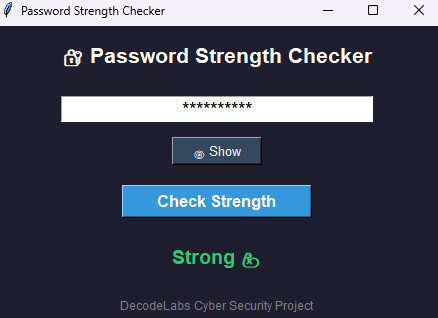 Password Strength Checker
🔐 Password Strength Checker
**********
👁 Show
Check Strength
Strong 💪
DecodeLabs Cyber Security Project